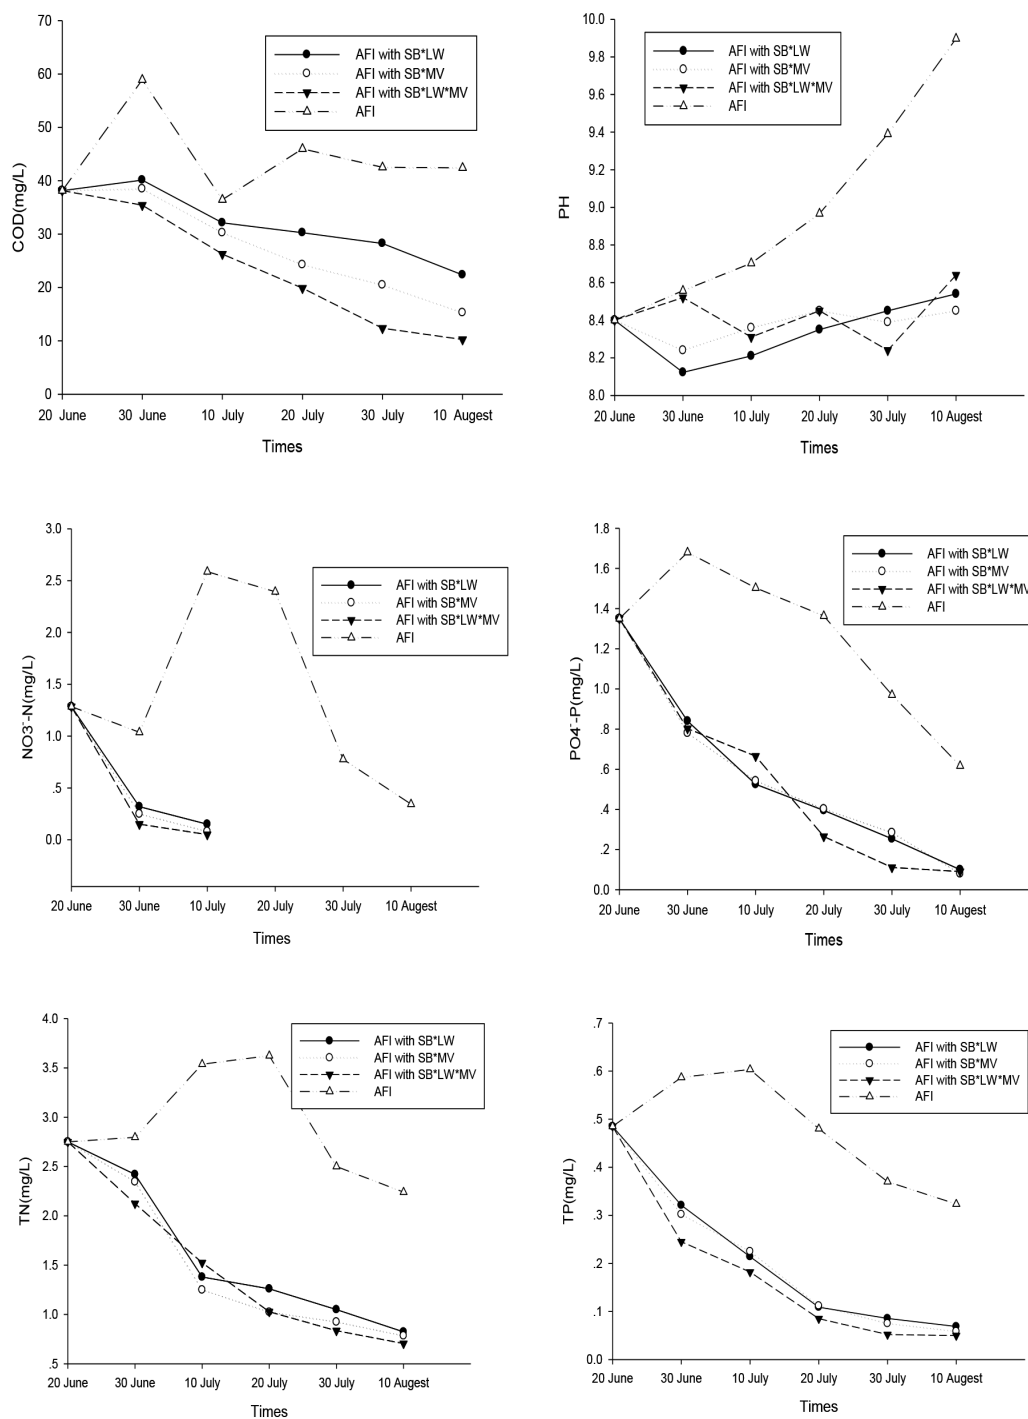 70
60
50
40
30
20
10
0
COD(mg/L)
AFI with SB*LW
AFI with SB*MV
AFI with SB*LW*MV
AFI
20 June
30 June
10 July
20 July
30 July
10 Augest
Times
10.0
9.8
9.6
9.4
9.2
9.0
8.8
8.6
8.4
8.2
8.0
PH
AFI with SB*LW
AFI with SB*MV
AFI with SB*LW*MV
AFI
20 June
30 June
10 July
20 July
30 July
10 Augest
Times
3.0
2.5
2.0
1.5
1.0
.5
0.0
NO3⁻-N(mg/L)
AFI with SB*LW
AFI with SB*MV
AFI with SB*LW*MV
AFI
20 June
30 June
10 July
20 July
30 July
10 Augest
Times
1.8
1.6
1.4
1.2
1.0
.8
.6
.4
.2
0.0
PO4⁻-P(mg/L)
AFI with SB*LW
AFI with SB*MV
AFI with SB*LW*MV
AFI
20 June
30 June
10 July
20 July
30 July
10 Augest
Times
4.0
3.5
3.0
2.5
2.0
1.5
1.0
.5
TN(mg/L)
AFI with SB*LW
AFI with SB*MV
AFI with SB*LW*MV
AFI
20 June
30 June
10 July
20 July
30 July
10 Augest
Times
.7
.6
.5
.4
.3
.2
.1
0.0
TP(mg/L)
AFI with SB*LW
AFI with SB*MV
AFI with SB*LW*MV
AFI
20 June
30 June
10 July
20 July
30 July
10 Augest
Times